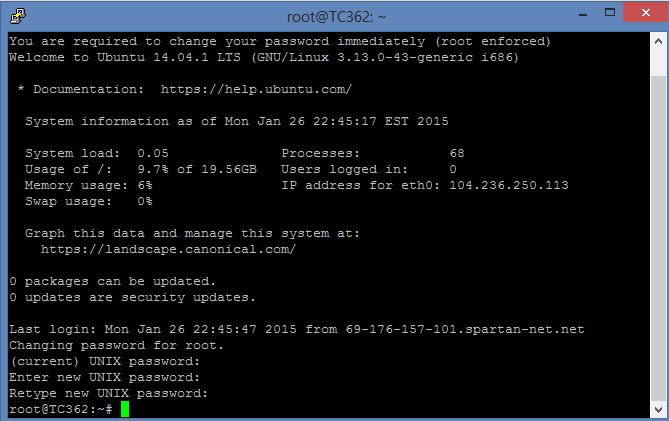 root@TC362: ~
You are required to change your password immediately (root enforced)
Welcome to Ubuntu 14.04.1 LTS (GNU/Linux 3.13.0-43-generic i686)
* Documentation:  https://help.ubuntu.com/
System information as of Mon Jan 26 22:45:17 EST 2015
System load:  0.05              Processes:           68
Usage of /:   9.7% of 19.56GB   Users logged in:     0
Memory usage: 6%                IP address for eth0: 104.236.250.113
Swap usage:   0%
Graph this data and manage this system at:
https://landscape.canonical.com/
0 packages can be updated.
0 updates are security updates.
Last login: Mon Jan 26 22:45:47 2015 from 69-176-157-101.spartan-net.net
Changing password for root.
(current) UNIX password:
Enter new UNIX password:
Retype new UNIX password:
root@TC362:~#